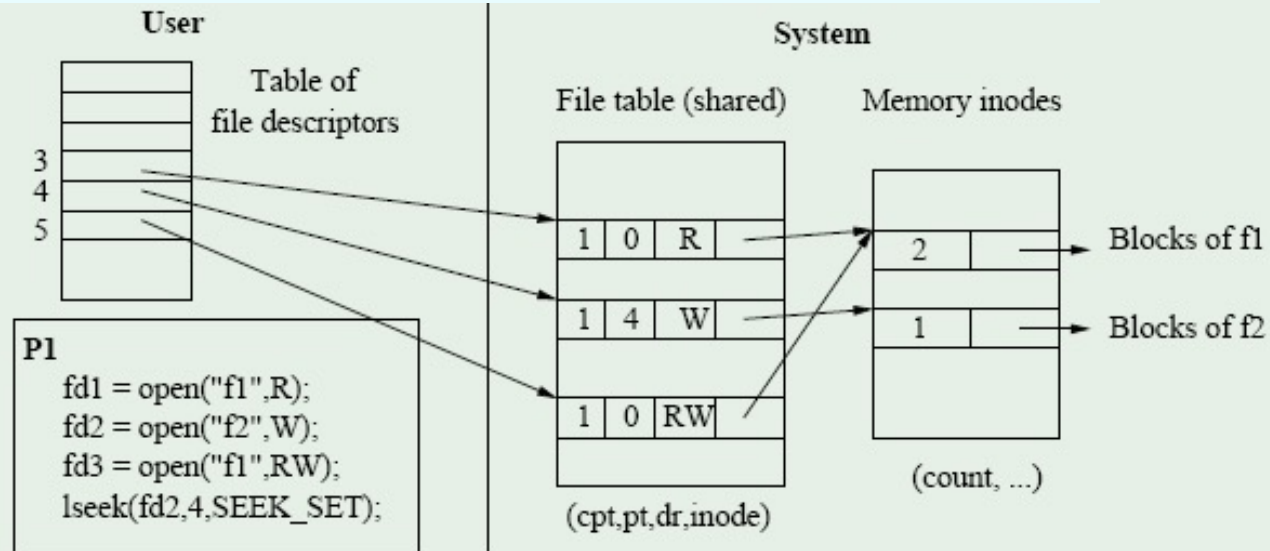 User
System
Table of
file descriptors
File table (shared)
Memory inodes
3
4
5
1 0 R
1 4 W
1 0 RW
2
1
Blocks of f1
Blocks of f2
(cpt,pt,dr,inode)
(count, ...)
P1
fd1 = open("f1",R);
fd2 = open("f2",W);
fd3 = open("f1",RW);
lseek(fd2,4,SEEK_SET);